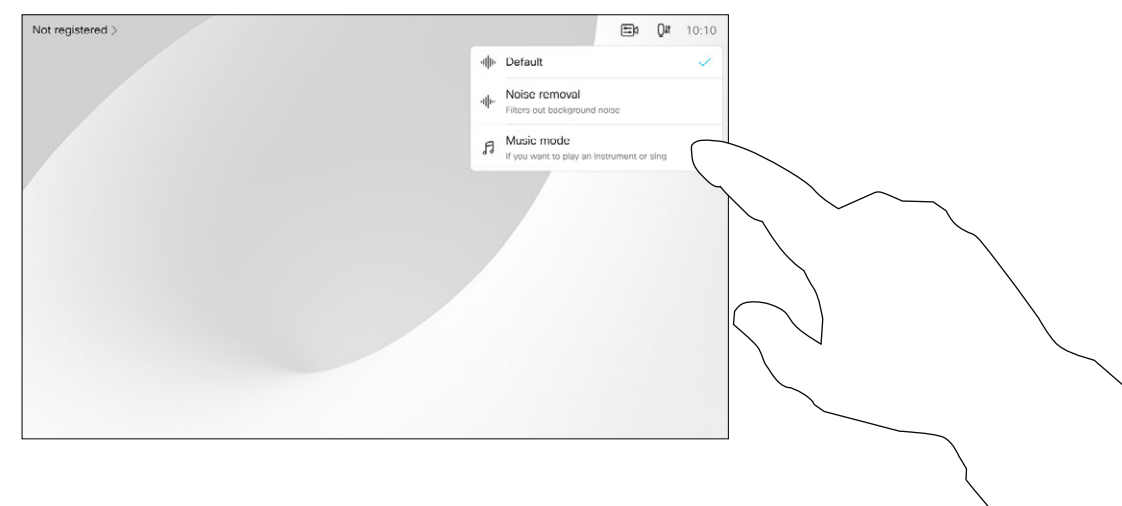 Not registered >
10:10
Default
Noise removal
Filters out background noise
Music mode
If you want to play an instrument or sing